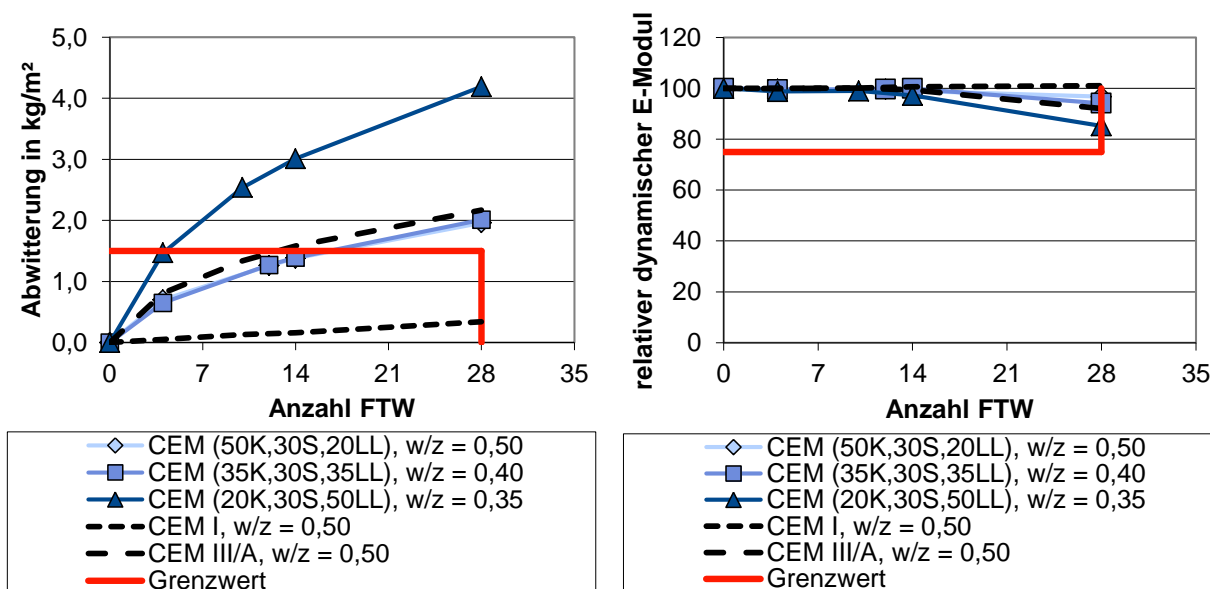 Abwitterung in kg/m²
5,0
4,0
3,0
2,0
1,0
0,0
0
7
14
21
28
35
Anzahl FTW
CEM (50K,30S,20LL), w/z = 0,50
CEM (35K,30S,35LL), w/z = 0,40
CEM (20K,30S,50LL), w/z = 0,35
CEM I, w/z = 0,50
CEM III/A, w/z = 0,50
Grenzwert
relativer dynamischer E-Modul
120
100
80
60
40
20
0
0
7
14
21
28
35
Anzahl FTW
CEM (50K,30S,20LL), w/z = 0,50
CEM (35K,30S,35LL), w/z = 0,40
CEM (20K,30S,50LL), w/z = 0,35
CEM I, w/z = 0,50
CEM III/A, w/z = 0,50
Grenzwert